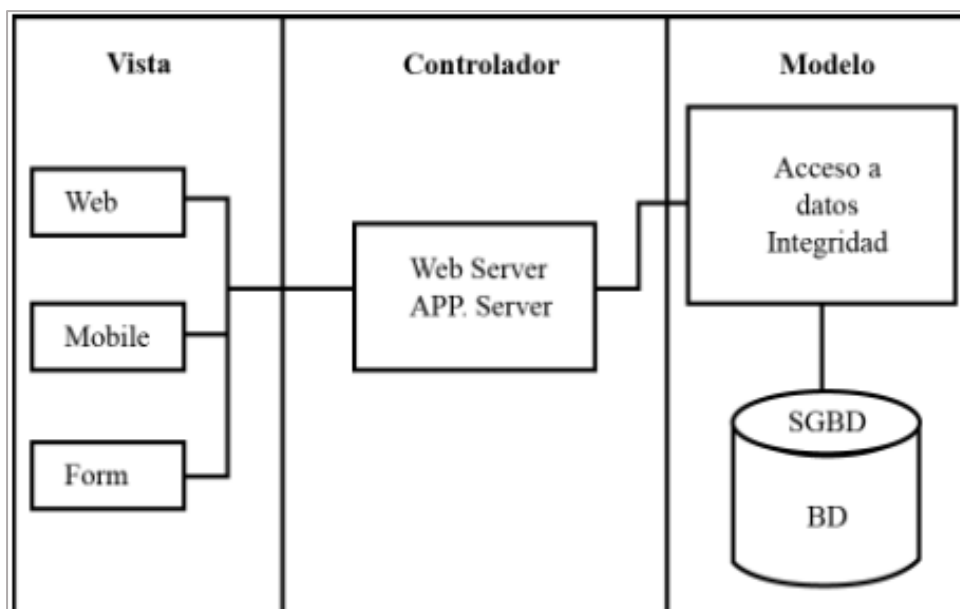 Vista
Controlador
Modelo
Web
Mobile
Form
Web Server
APP. Server
Acceso a
datos
Integridad
SGBD
BD